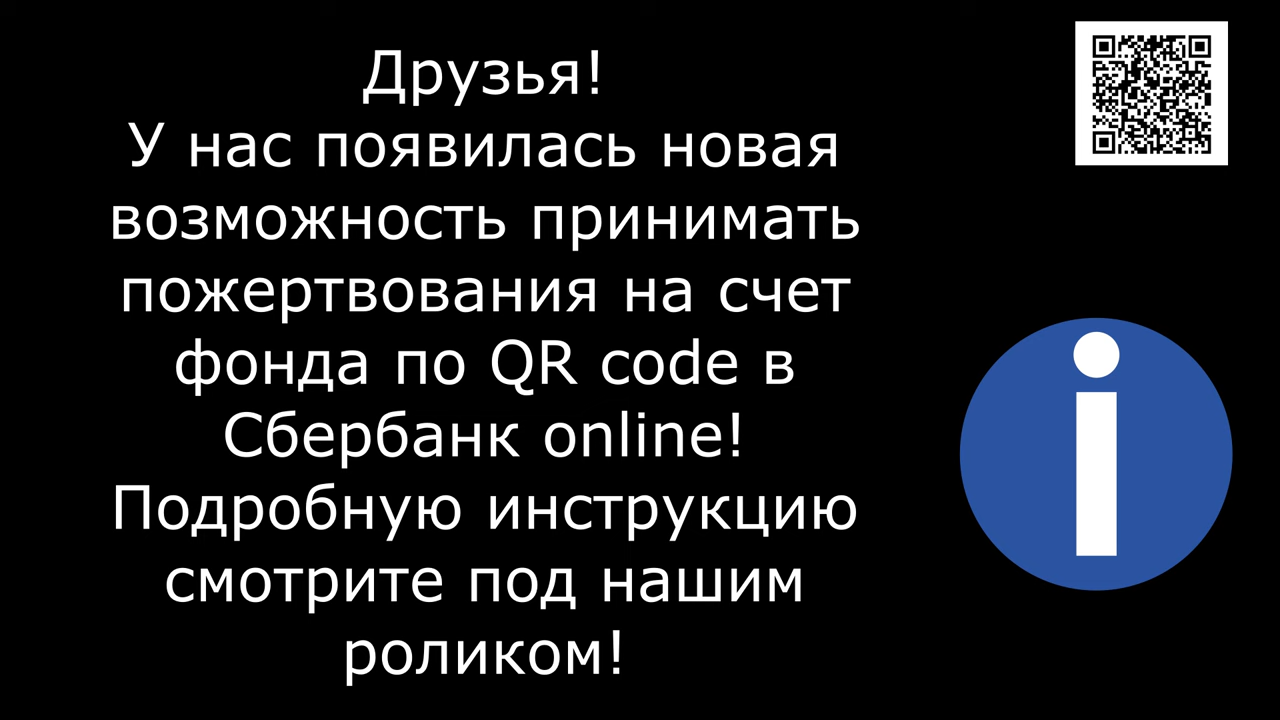 Друзья!
У нас появилась новая
возможность принимать
пожертвования на счет
фонда по QR code в
Сбербанк online!
Подробную инструкцию
смотрите под нашим
роликом!